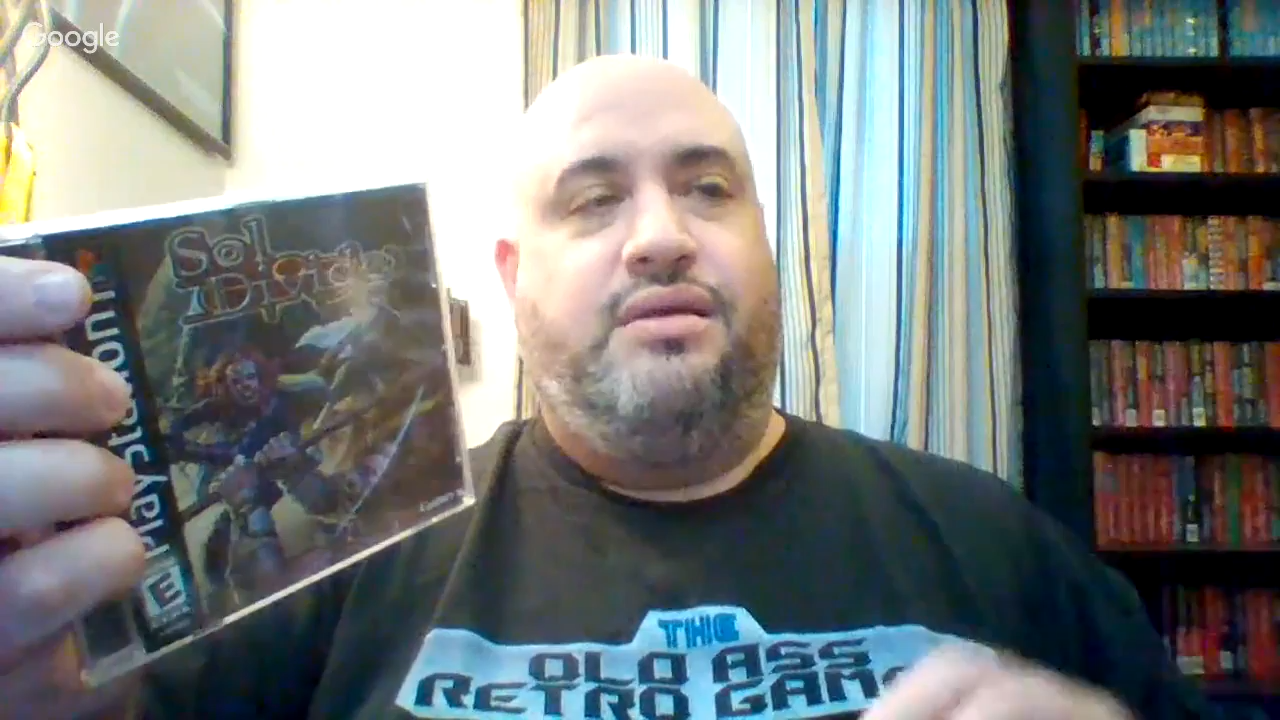 Google
Sol
Divide
PlayStation
E
THE
OLD ASS
RETRO GAM